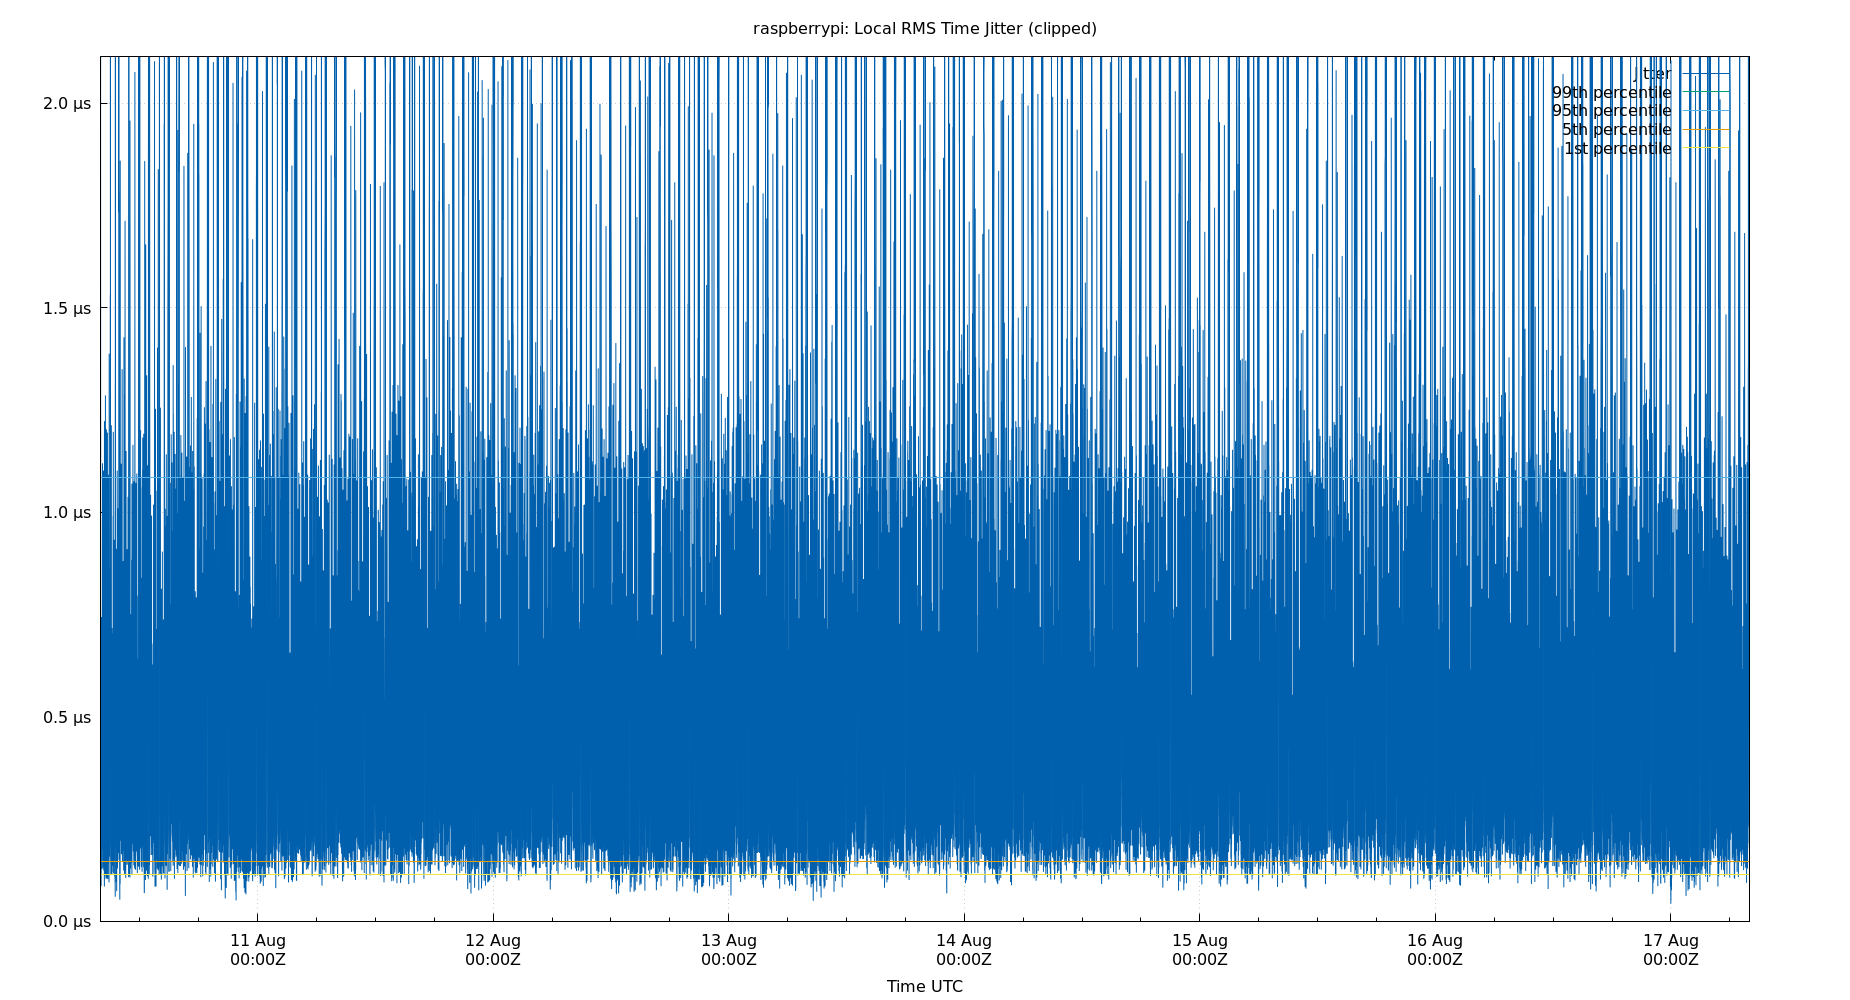 raspberrypi: Local RMS Time Jitter (clipped)
2.0 µs
1.5 µs
1.0 µs
0.5 µs
0.0 µs
Jitter
99th percentile
95th percentile
5th percentile
1st percentile
11 Aug
00:00Z
12 Aug
00:00Z
13 Aug
00:00Z
14 Aug
00:00Z
15 Aug
00:00Z
16 Aug
00:00Z
17 Aug
00:00Z
Time UTC